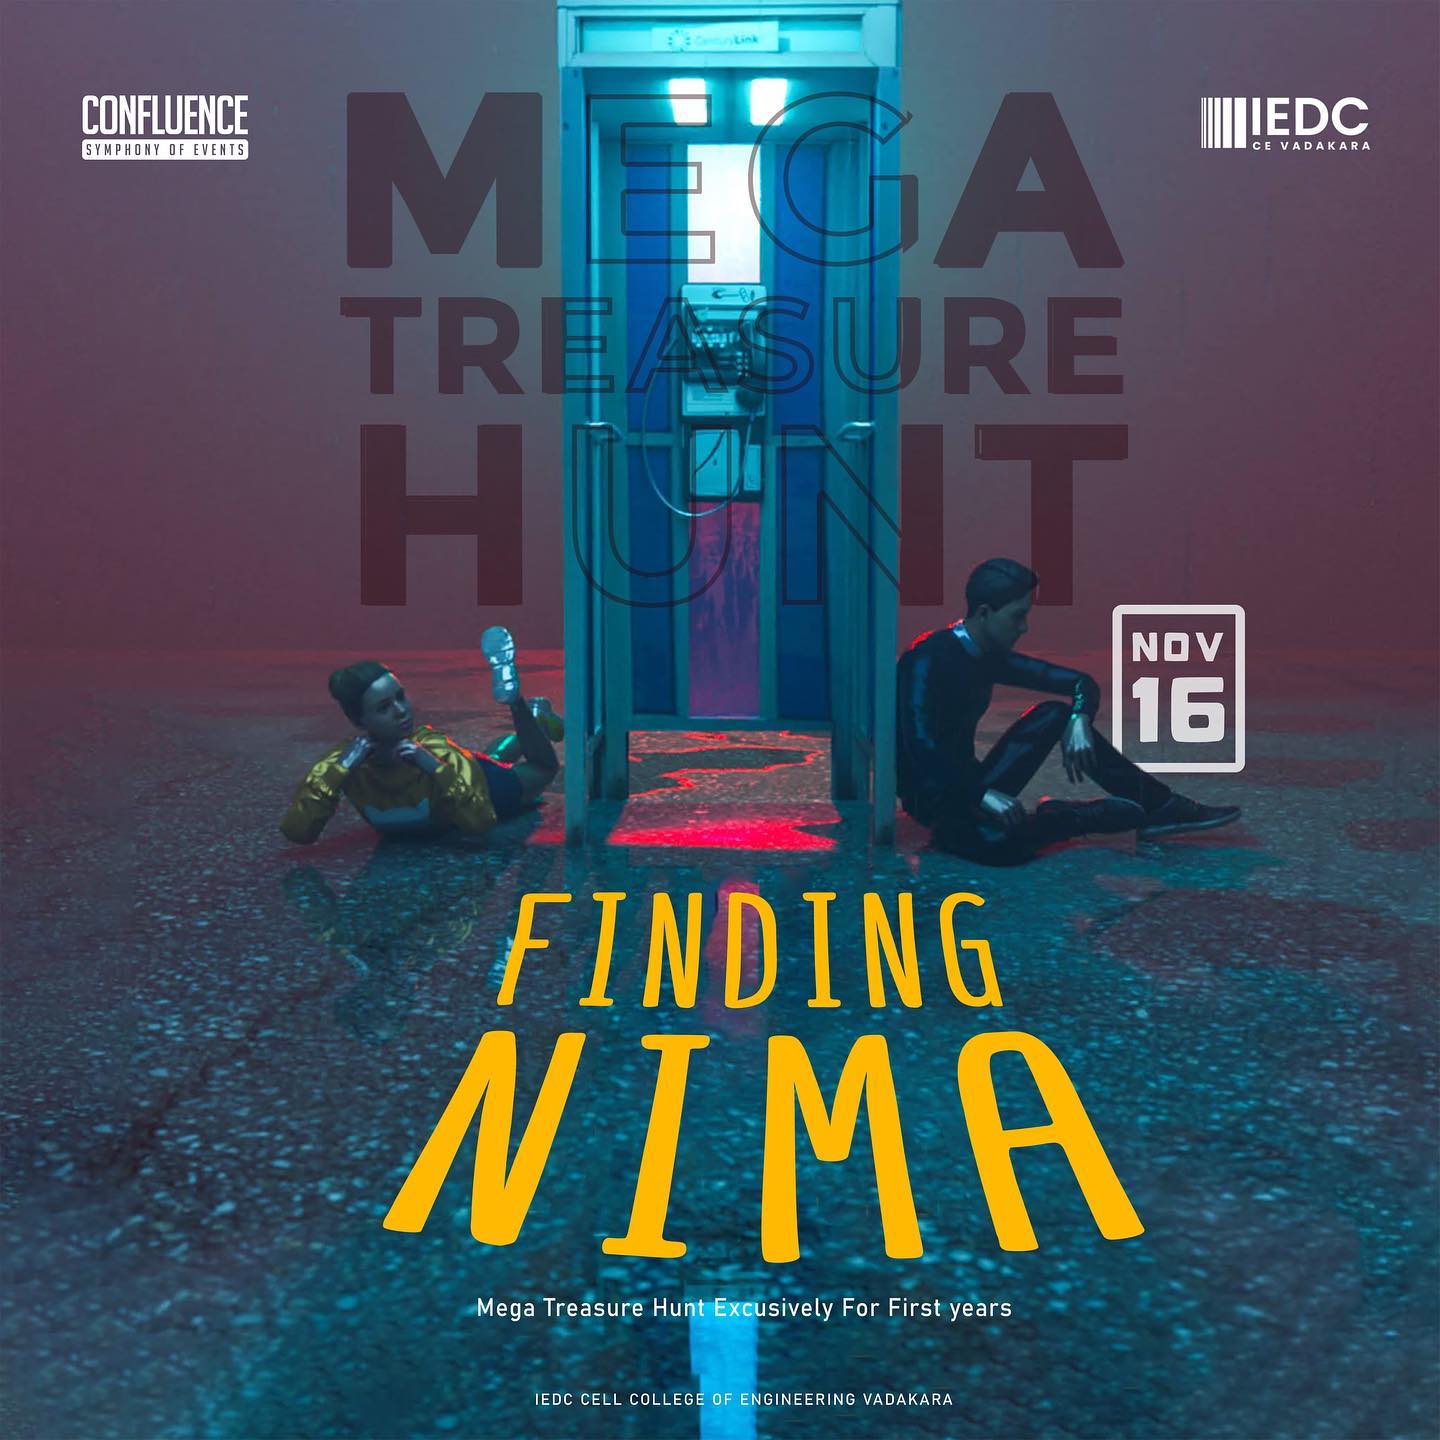 CenturyLink
CONFLUENCE
SYMPHONY OF EVENTS
IEDC
CE VADAKARA
MEGA
TREASURE
HUNT
NOV
16
FINDING
NIMA
Mega Treasure Hunt Excusively For First years
IEDC CELL COLLEGE OF ENGINEERING VADAKARA